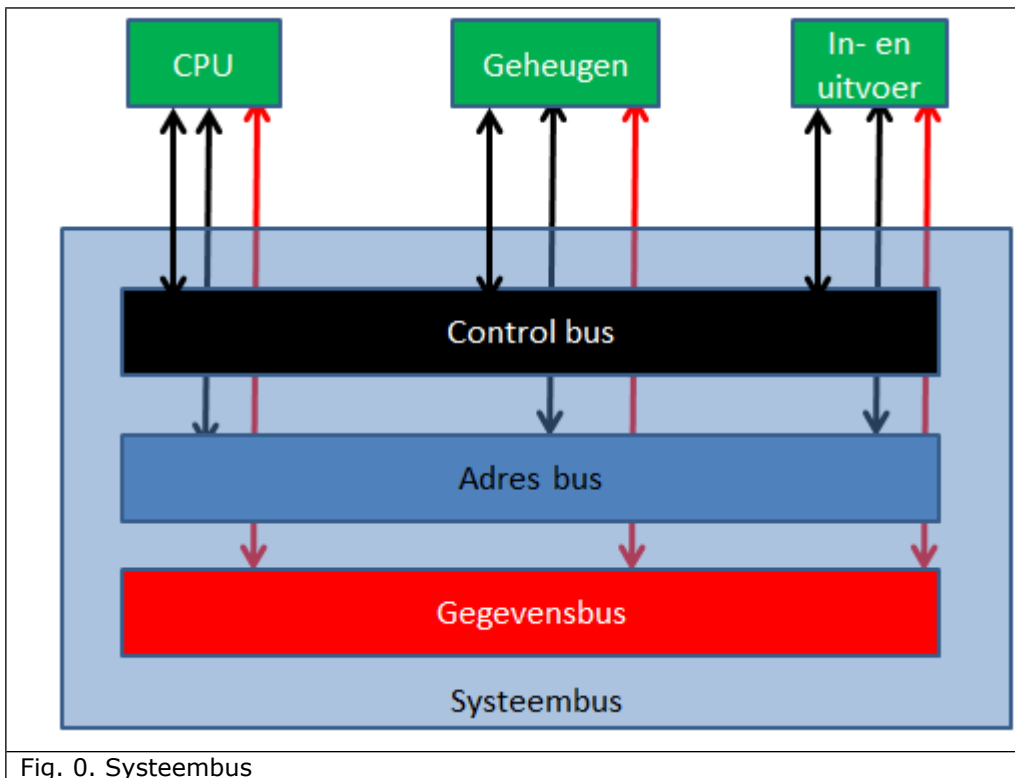 CPU
Geheugen
In- en
uitvoer
Control bus
Adres bus
Gegevensbus
Systeembus
Fig. 0. Systeembus